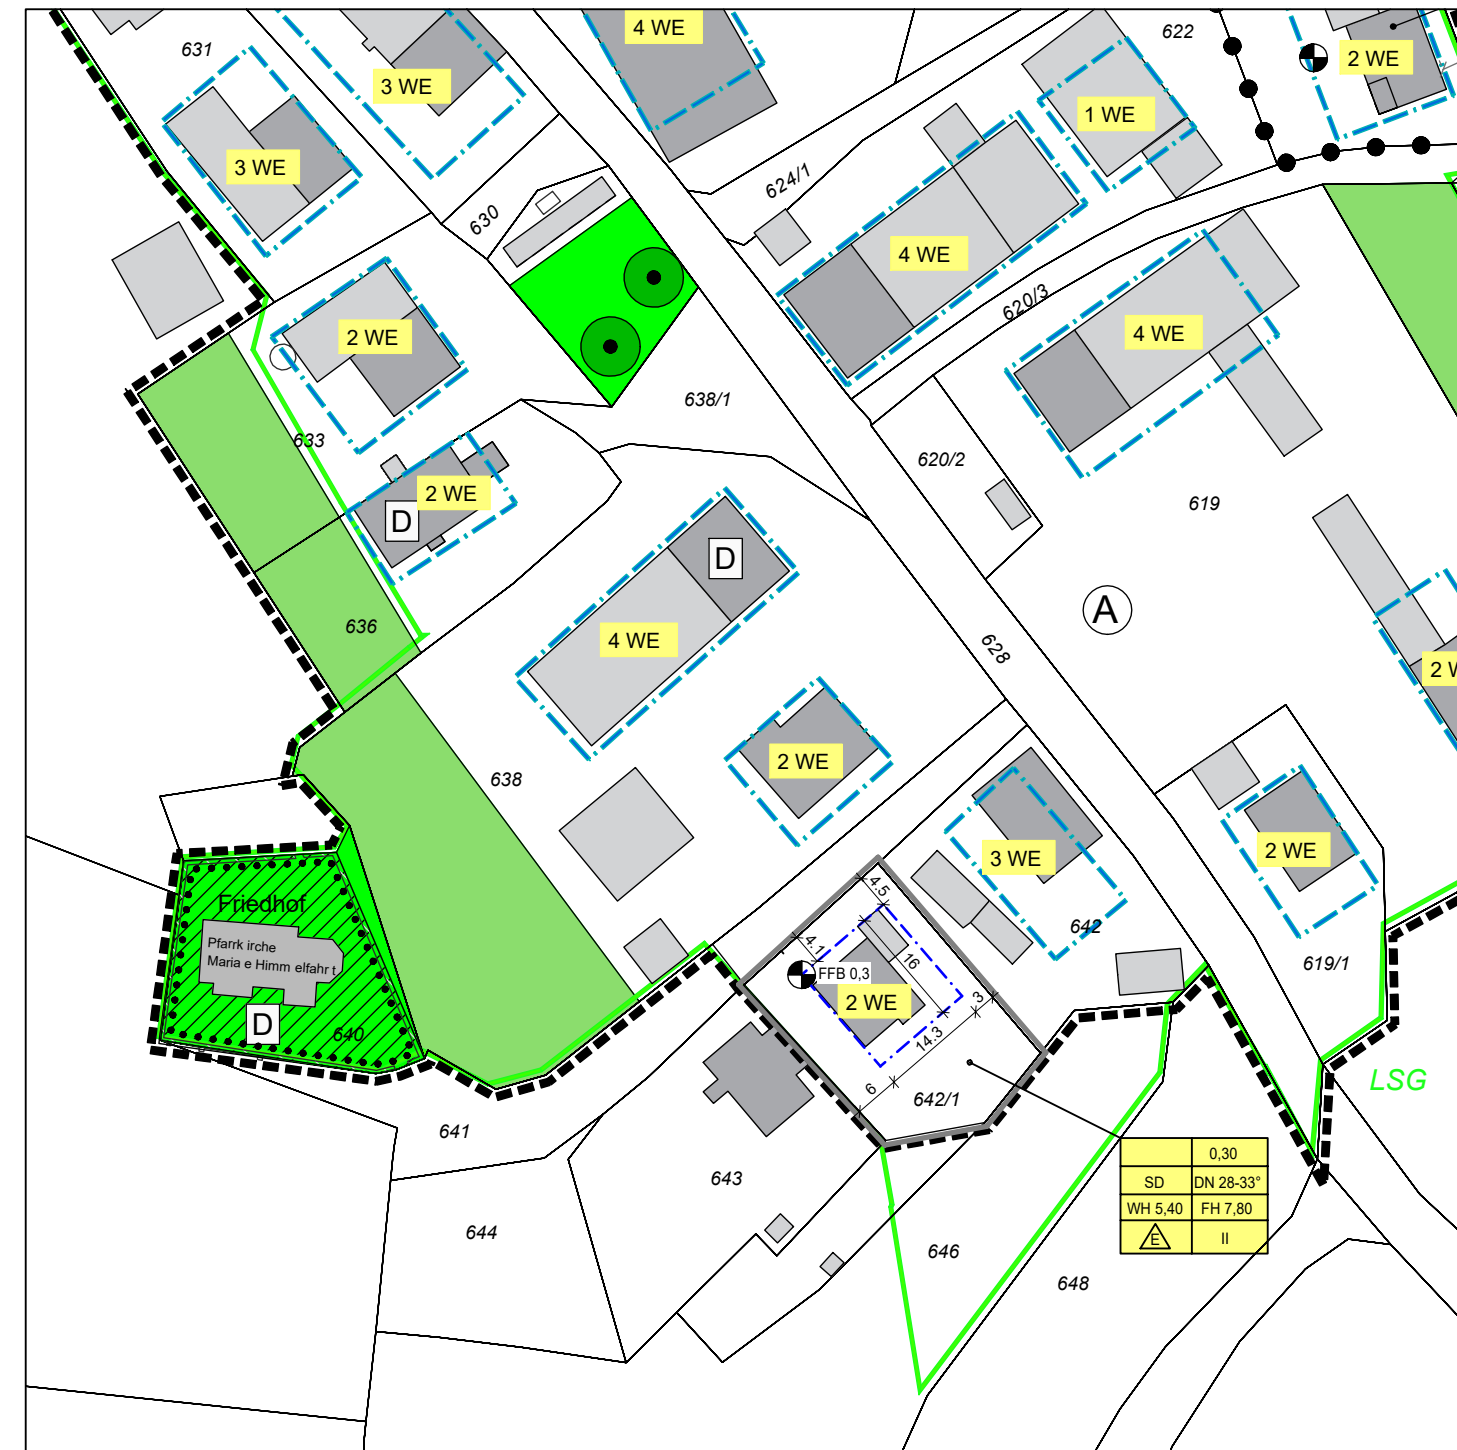 4 WE
622
631
2 WE
3 WE
1 WE
3 WE
624/1
630
4 WE
620/3
4 WE
2 WE
638/1
633
620/2
2 WE
619
D
D
A
636
4 WE
628
2 W
638
2 WE
3 WE
2 WE
4.5
Friedhof
642
4.1
Pfarrk irche
Maria e Himm elfahr t
16
619/1
FFB 0,3
2 WE
3
D
640
14.3
LSG
6
642/1
641
0,30
643
SD
DN 28-33°
WH 5,40
FH 7,80
644
E
II
646
648